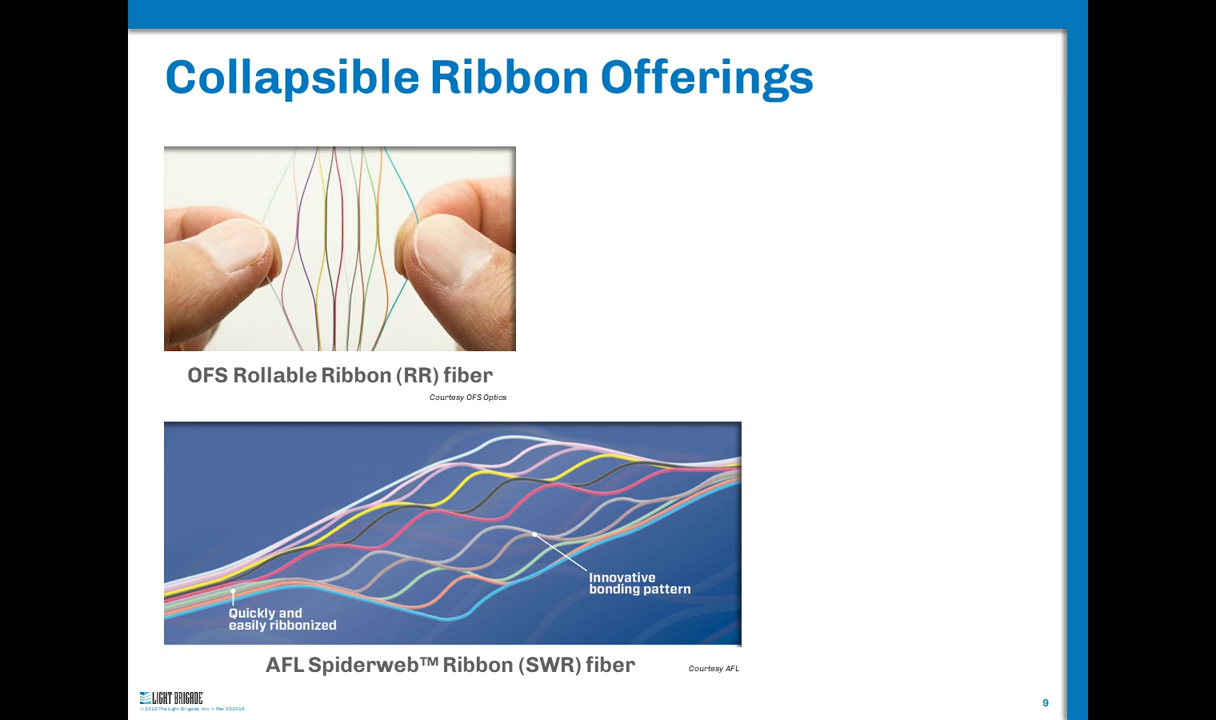 Collapsible Ribbon Offerings
OFS Rollable Ribbon (RR) fiber
Courtesy OFS Optics
Innovative
bonding pattern
Quickly and
easily ribbonized
AFL Spiderweb™ Ribbon (SWR) fiber
Courtesy AFL
LIGHT BRIGADE
9